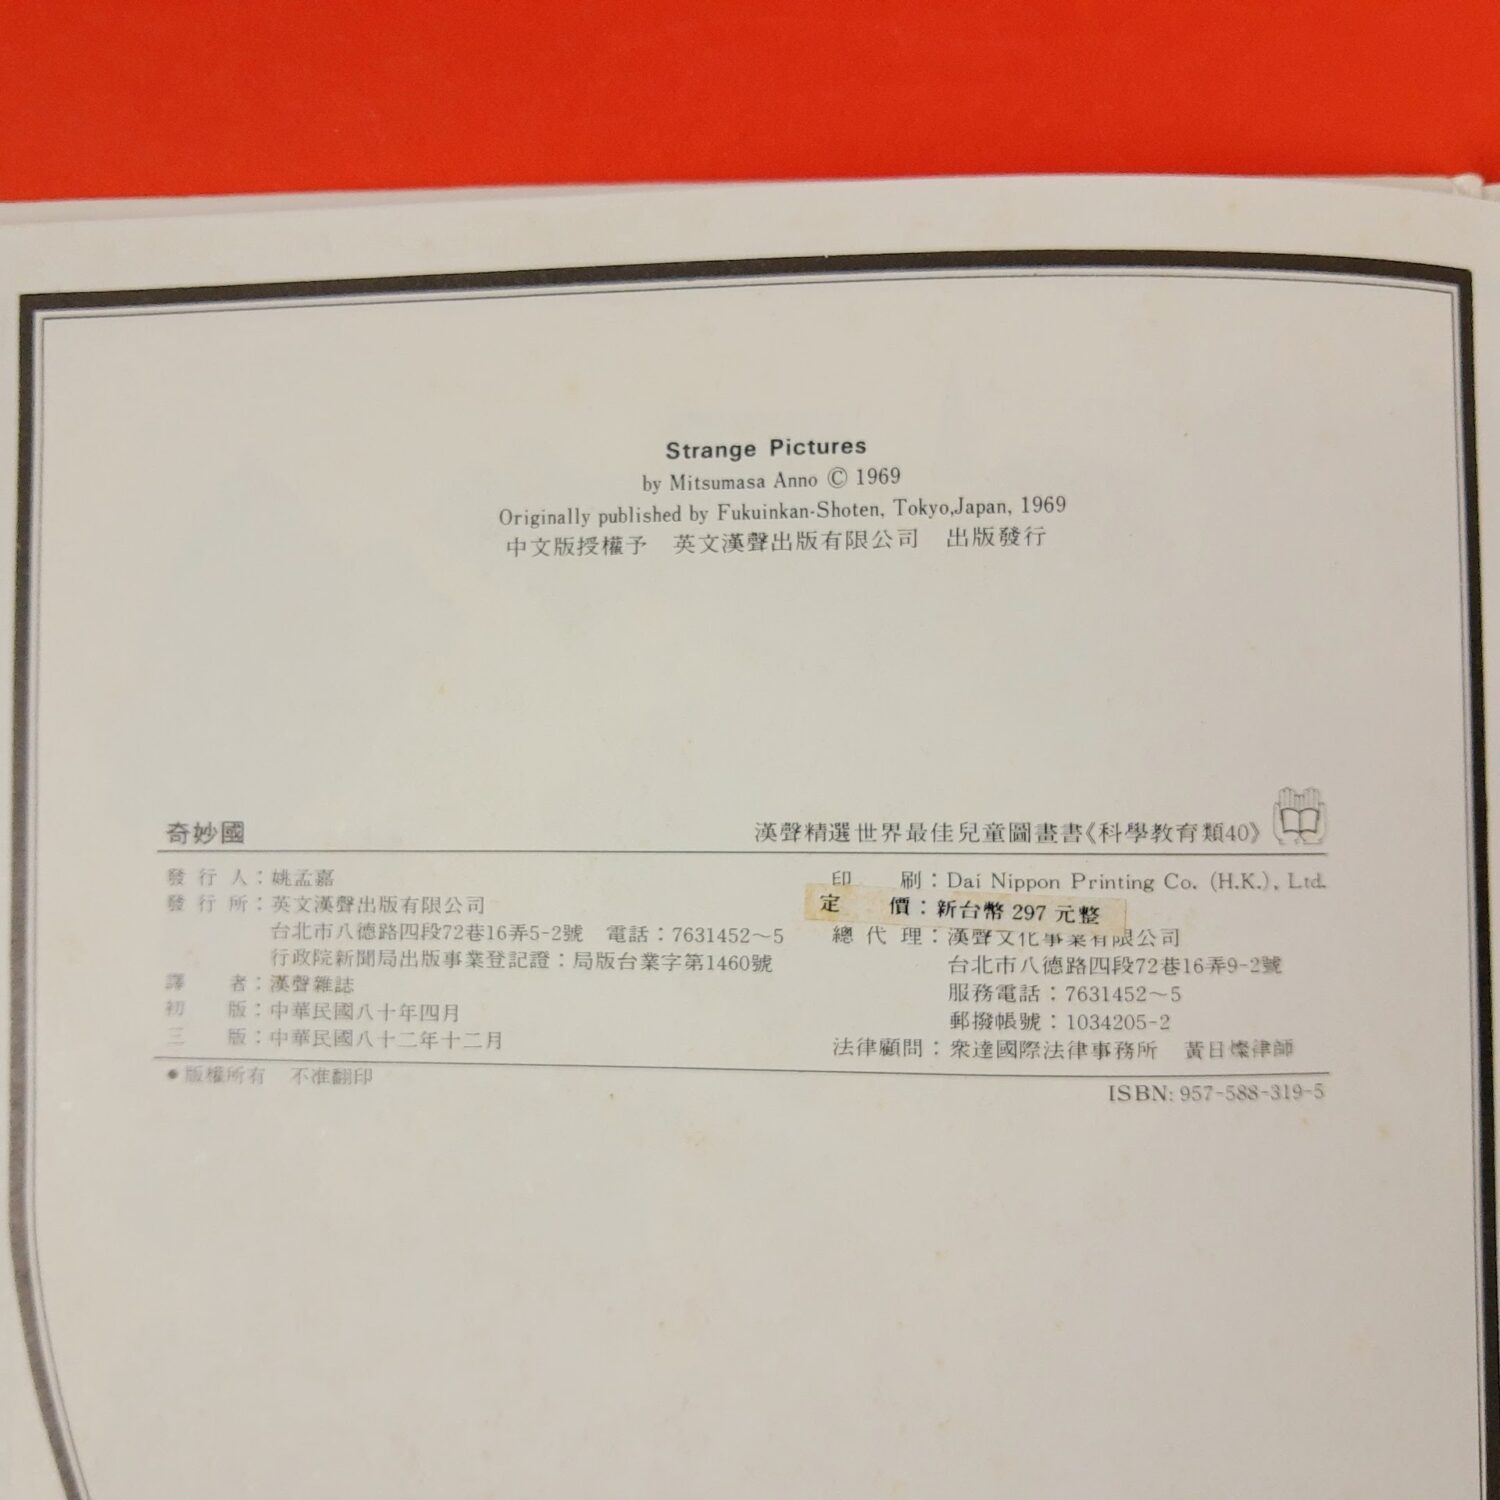 Strange Pictures
by Mitsumasa Anno © 1969
Originally published by Fukuinkan-Shoten, Tokyo,Japan, 1969
中文版授權予　英文漢聲出版有限公司　出版發行
奇妙國
漢聲精選世界最佳兒童圖畫書《科學教育類40》
發行人：姚孟嘉
發行所：英文漢聲出版有限公司
台北市八德路四段72巷16弄5-2號　電話：7631452～5
行政院新聞局出版事業登記證：局版台業字第1460號
譯　者：漢聲雜誌
初　版：中華民國八十年四月
三　版：中華民國八十二年十二月
●版權所有　不准翻印
印　刷：Dai Nippon Printing Co. (H.K.), Ltd.
定　價：新台幣 297 元整
總代理：漢聲文化事業有限公司
台北市八德路四段72巷16弄9-2號
服務電話：7631452～5
郵撥帳號：1034205-2
法律顧問：衆達國際法律事務所　黃日燦律師
ISBN: 957-588-319-5